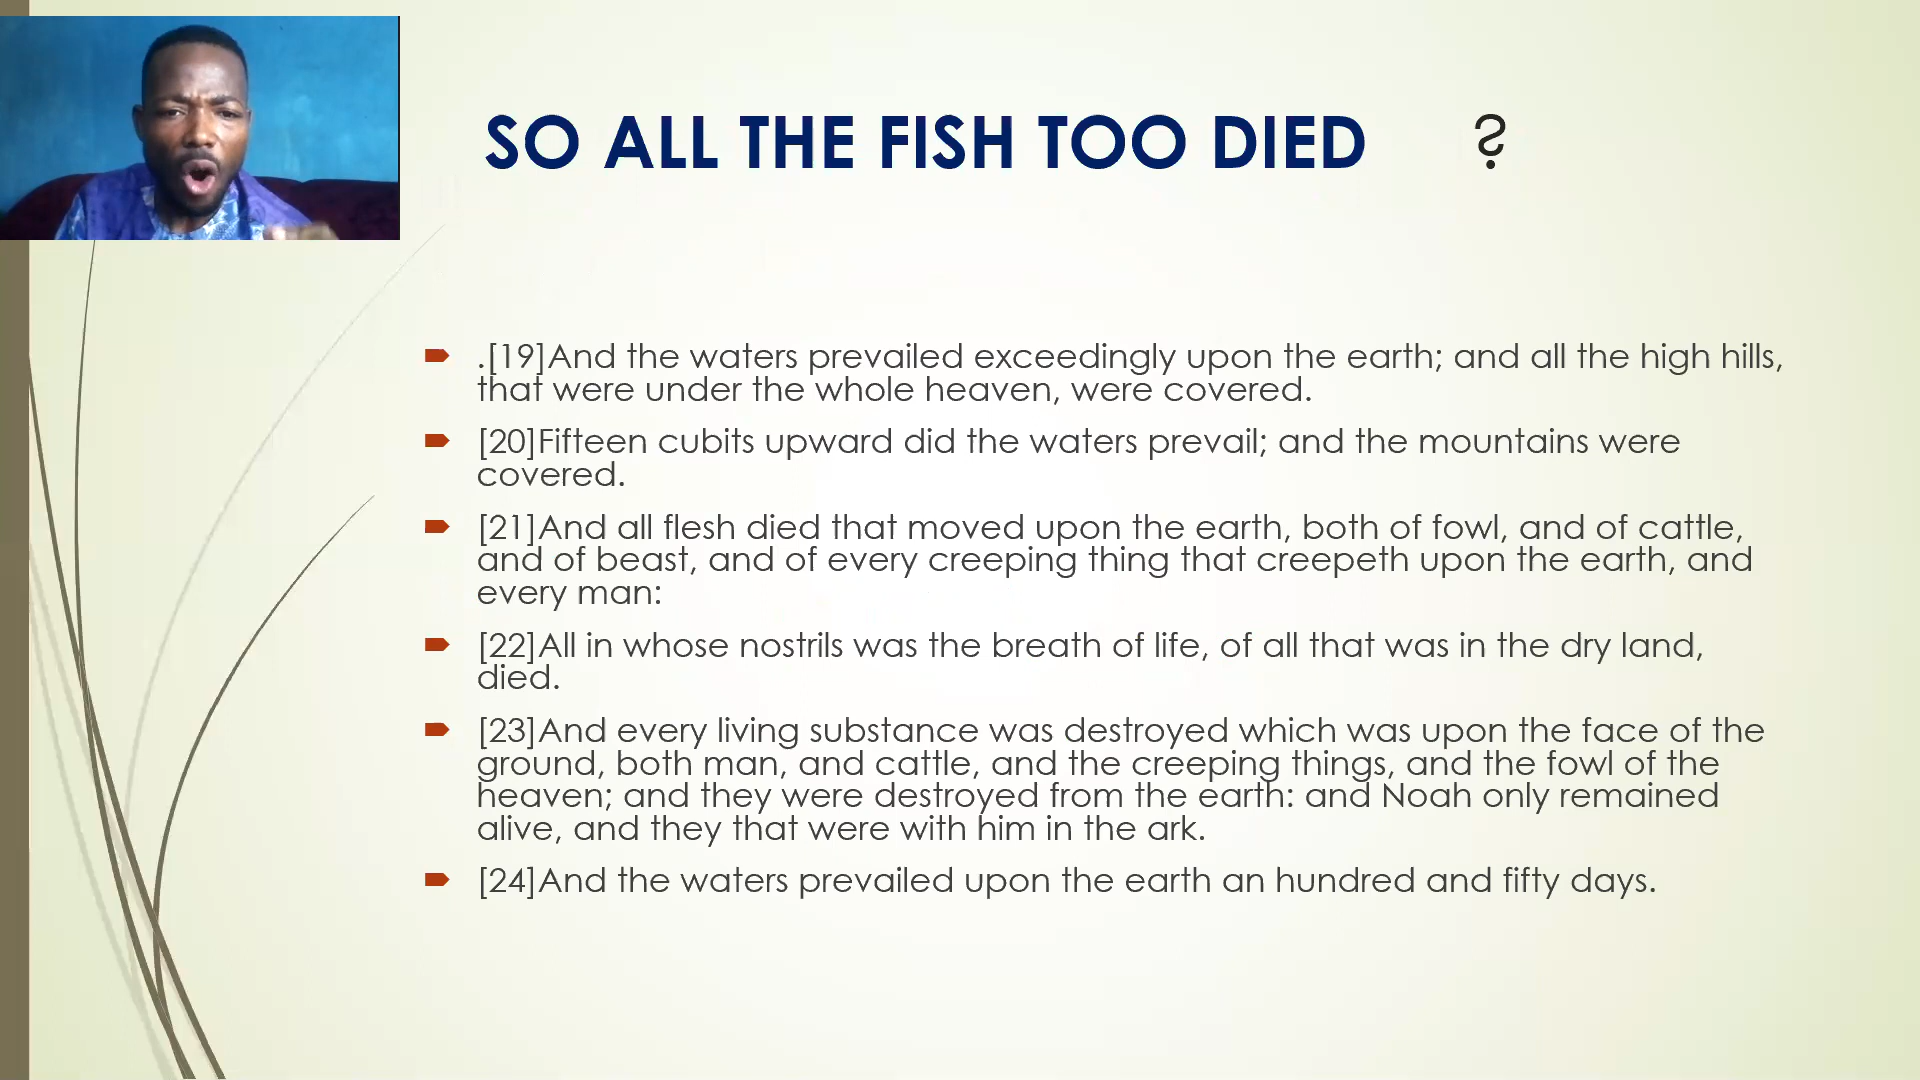 SO ALL THE FISH TOO DIED ?
.[19]And the waters prevailed exceedingly upon the earth; and all the high hills,
that were under the whole heaven, were covered.
[20]Fifteen cubits upward did the waters prevail; and the mountains were
covered.
[21]And all flesh died that moved upon the earth, both of fowl, and of cattle,
and of beast, and of every creeping thing that creepeth upon the earth, and
every man:
[22]All in whose nostrils was the breath of life, of all that was in the dry land,
died.
[23]And every living substance was destroyed which was upon the face of the
ground, both man, and cattle, and the creeping things, and the fowl of the
heaven; and they were destroyed from the earth: and Noah only remained
alive, and they that were with him in the ark.
[24]And the waters prevailed upon the earth an hundred and fifty days.